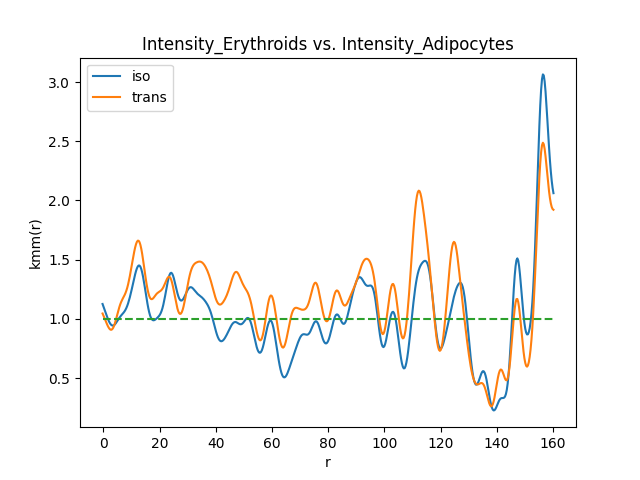 Intensity_Erythroids vs. Intensity_Adipocytes
iso
trans
3.0
2.5
2.0
1.5
1.0
0.5
kmm(r)
0 20 40 60 80 100 120 140 160
r